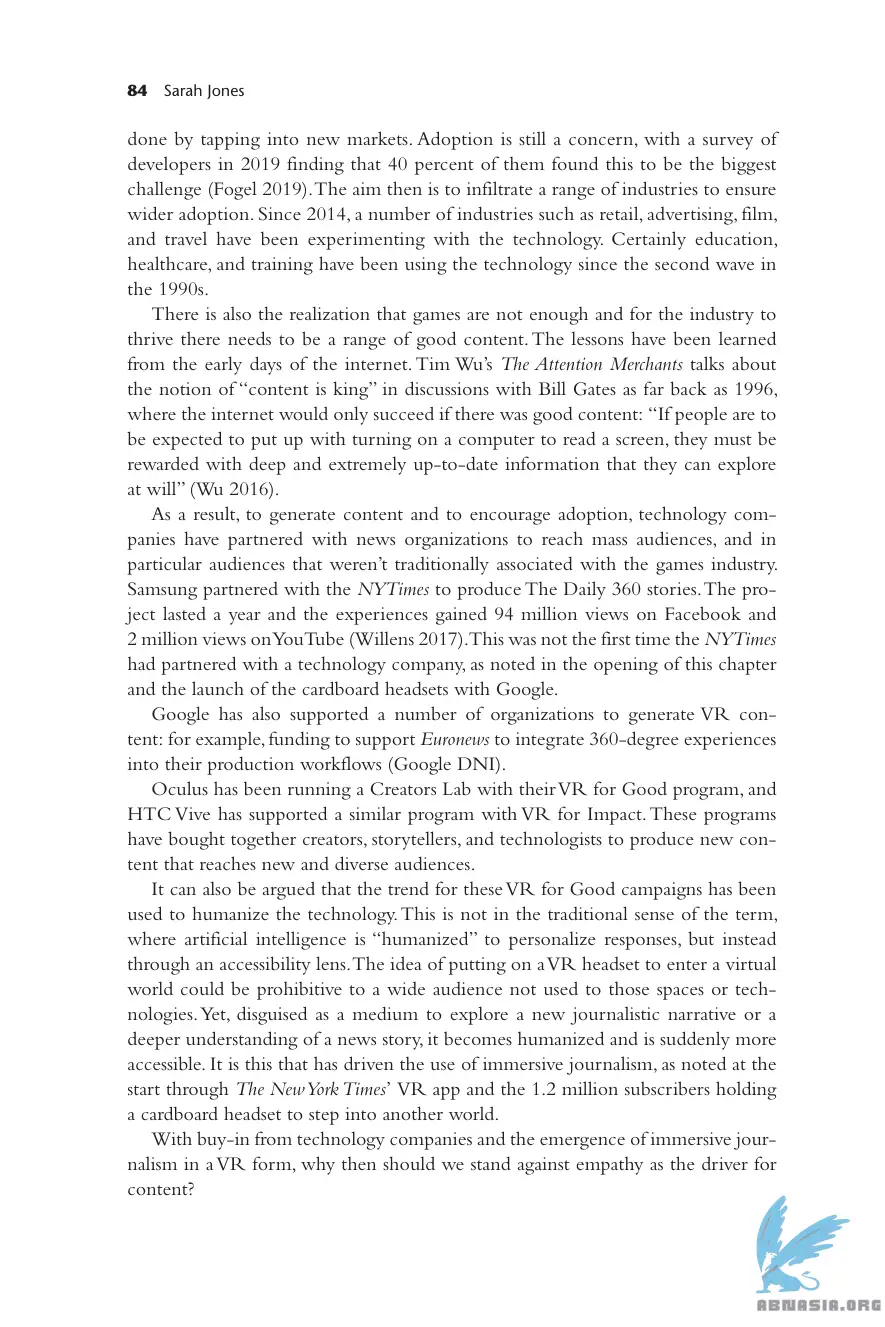 84 Sarah Jones
done by tapping into new markets. Adoption is still a concern, with a survey of
developers in 2019 finding that 40 percent of them found this to be the biggest
challenge (Fogel 2019). The aim then is to infiltrate a range of industries to ensure
wider adoption. Since 2014, a number of industries such as retail, advertising, film,
and travel have been experimenting with the technology. Certainly education,
healthcare, and training have been using the technology since the second wave in
the 1990s.
There is also the realization that games are not enough and for the industry to
thrive there needs to be a range of good content. The lessons have been learned
from the early days of the internet. Tim Wu’s The Attention Merchants talks about
the notion of “content is king” in discussions with Bill Gates as far back as 1996,
where the internet would only succeed if there was good content: “If people are to
be expected to put up with turning on a computer to read a screen, they must be
rewarded with deep and extremely up-to-date information that they can explore
at will” (Wu 2016).
As a result, to generate content and to encourage adoption, technology com-
panies have partnered with news organizations to reach mass audiences, and in
particular audiences that weren’t traditionally associated with the games industry.
Samsung partnered with the NYTimes to produce The Daily 360 stories. The pro-
ject lasted a year and the experiences gained 94 million views on Facebook and
2 million views on YouTube (Willens 2017). This was not the first time the NYTimes
had partnered with a technology company, as noted in the opening of this chapter
and the launch of the cardboard headsets with Google.
Google has also supported a number of organizations to generate VR con-
tent: for example, funding to support Euronews to integrate 360-degree experiences
into their production workflows (Google DNI).
Oculus has been running a Creators Lab with their VR for Good program, and
HTC Vive has supported a similar program with VR for Impact. These programs
have bought together creators, storytellers, and technologists to produce new con-
tent that reaches new and diverse audiences.
It can also be argued that the trend for these VR for Good campaigns has been
used to humanize the technology. This is not in the traditional sense of the term,
where artificial intelligence is “humanized” to personalize responses, but instead
through an accessibility lens. The idea of putting on a VR headset to enter a virtual
world could be prohibitive to a wide audience not used to those spaces or tech-
nologies. Yet, disguised as a medium to explore a new journalistic narrative or a
deeper understanding of a news story, it becomes humanized and is suddenly more
accessible. It is this that has driven the use of immersive journalism, as noted at the
start through The New York Times’ VR app and the 1.2 million subscribers holding
a cardboard headset to step into another world.
With buy-in from technology companies and the emergence of immersive jour-
nalism in a VR form, why then should we stand against empathy as the driver for
content?
ABNASIA.ORG